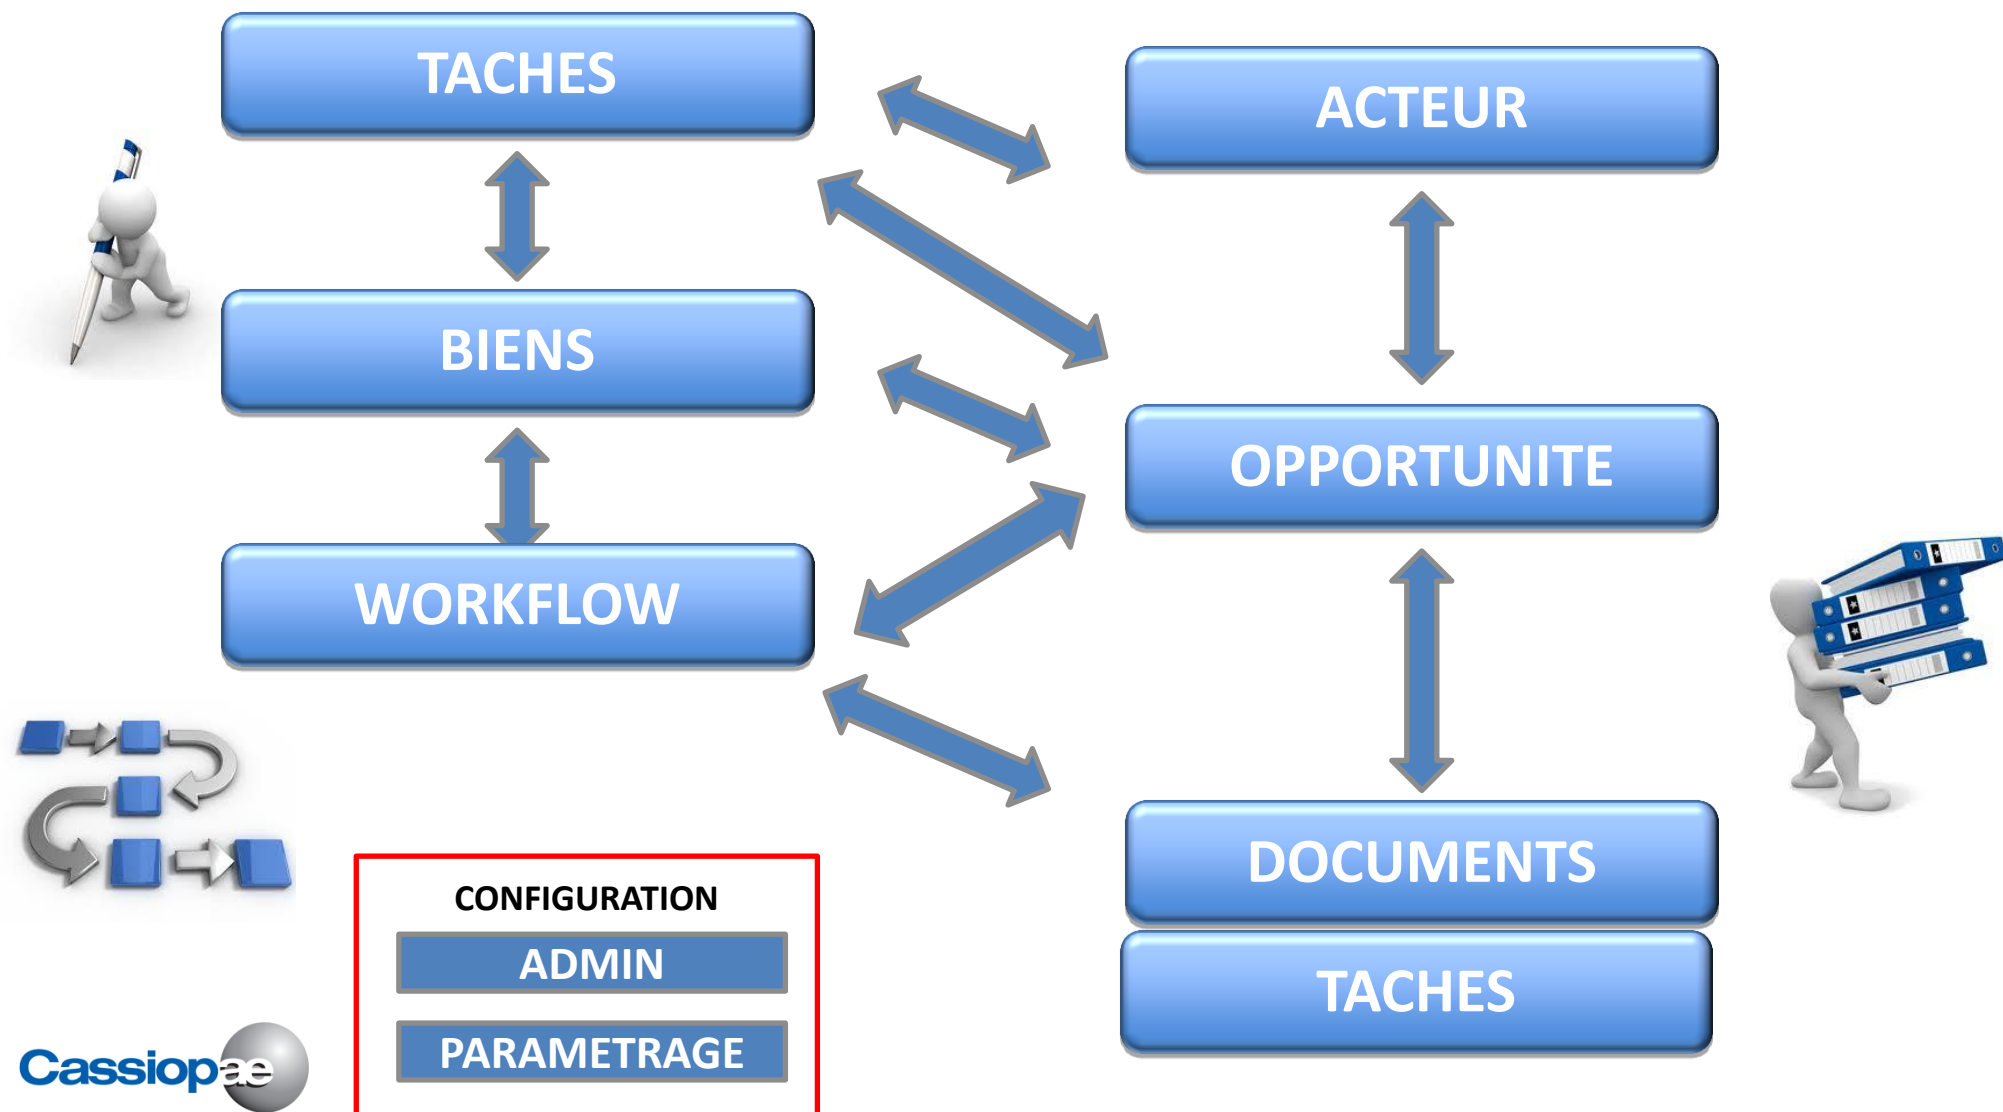 TACHES
ACTEUR
BIENS
OPPORTUNITE
WORKFLOW
DOCUMENTS
TACHES
CONFIGURATION
ADMIN
PARAMETRAGE
Cassiopae